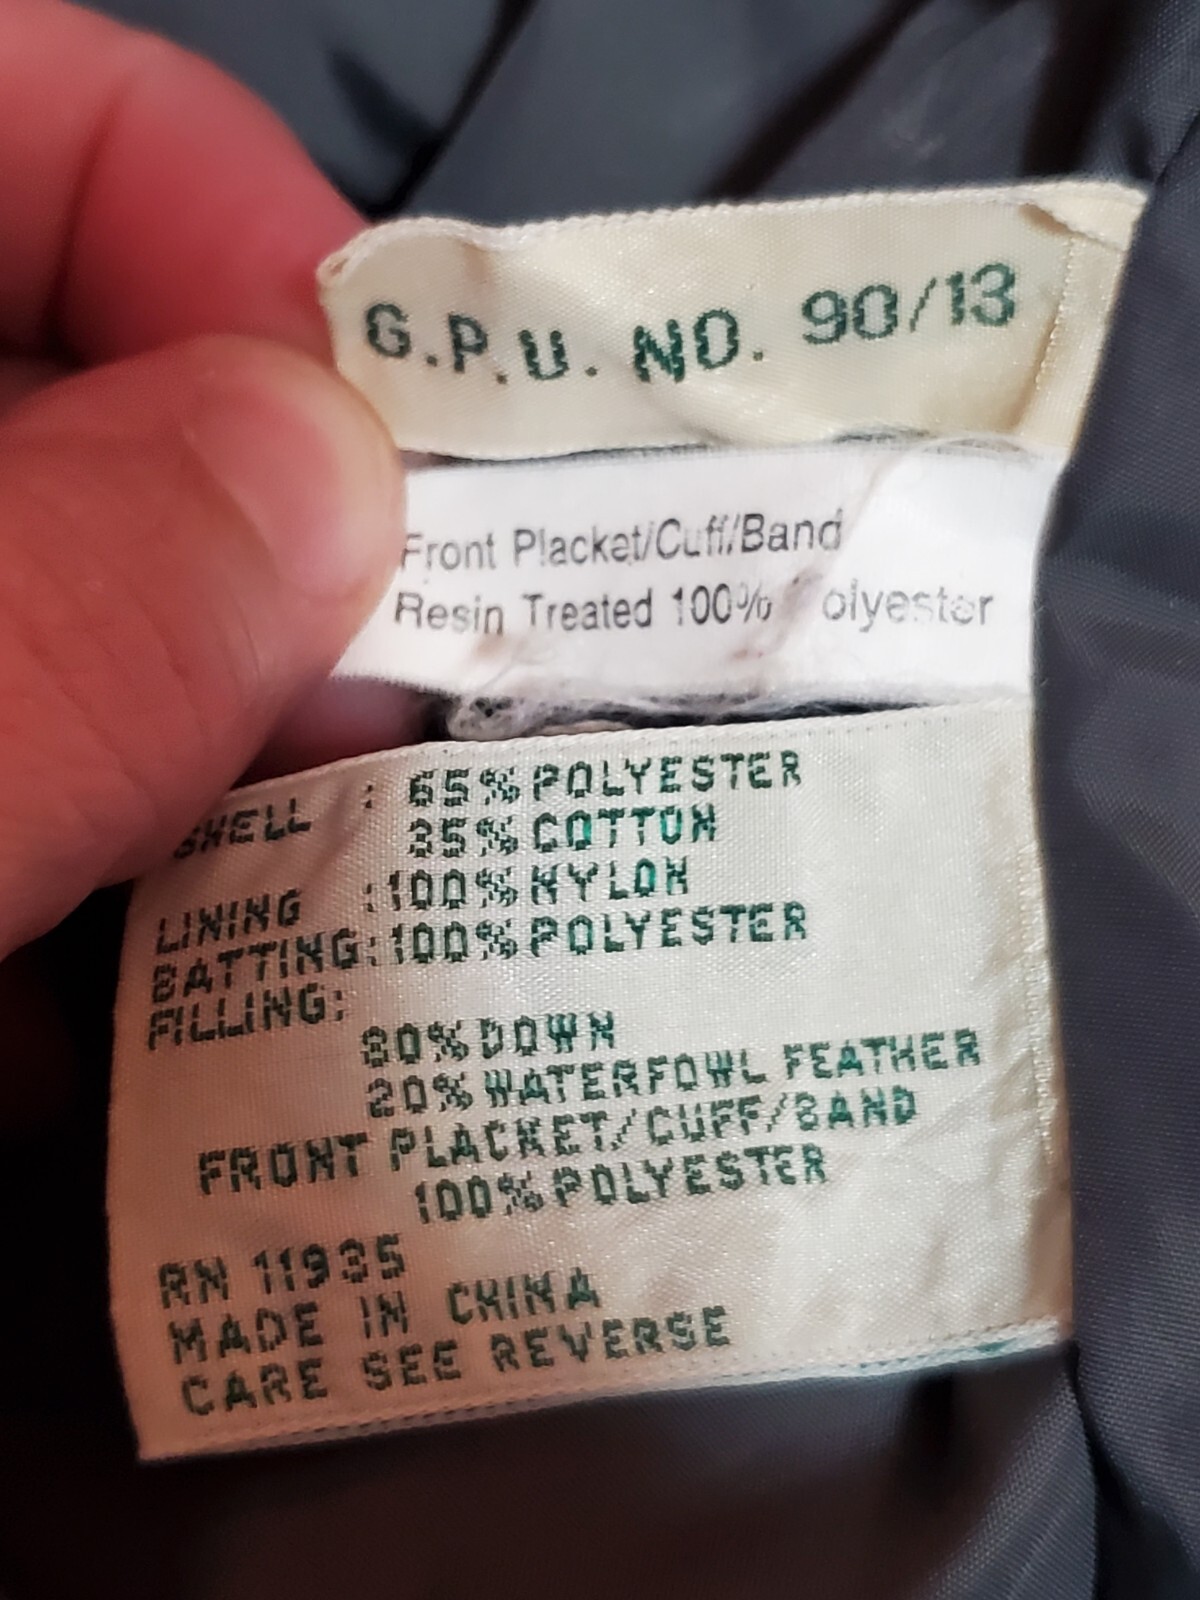 G.P.U. NO. 90/13
Front Placket/Cuff/Band
Resin Treated 100% Polyester
SHELL : 65% POLYESTER
35% COTTON
LINING :100% NYLON
BATTING:100% POLYESTER
FILLING:
80% DOWN
20% WATERFOWL FEATHER
FRONT PLACKET/CUFF/BAND
100% POLYESTER
RN 11935
MADE IN CHINA
CARE SEE REVERSE